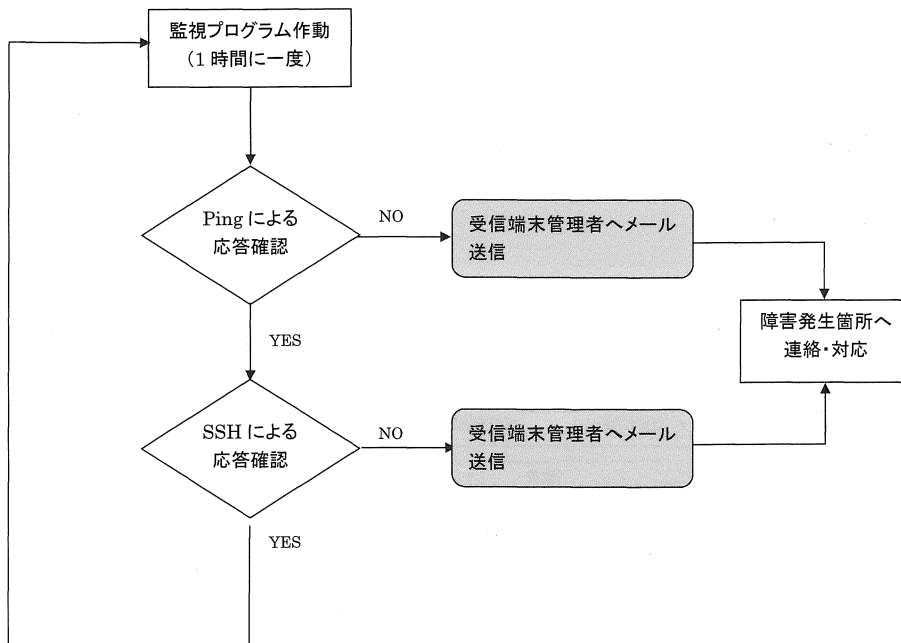 監視プログラム作動
(1時間に一度)
Pingによる
応答確認
NO
受信端末管理者へメール
送信
障害発生箇所へ
連絡・対応
YES
SSHによる
応答確認
NO
受信端末管理者へメール
送信
YES